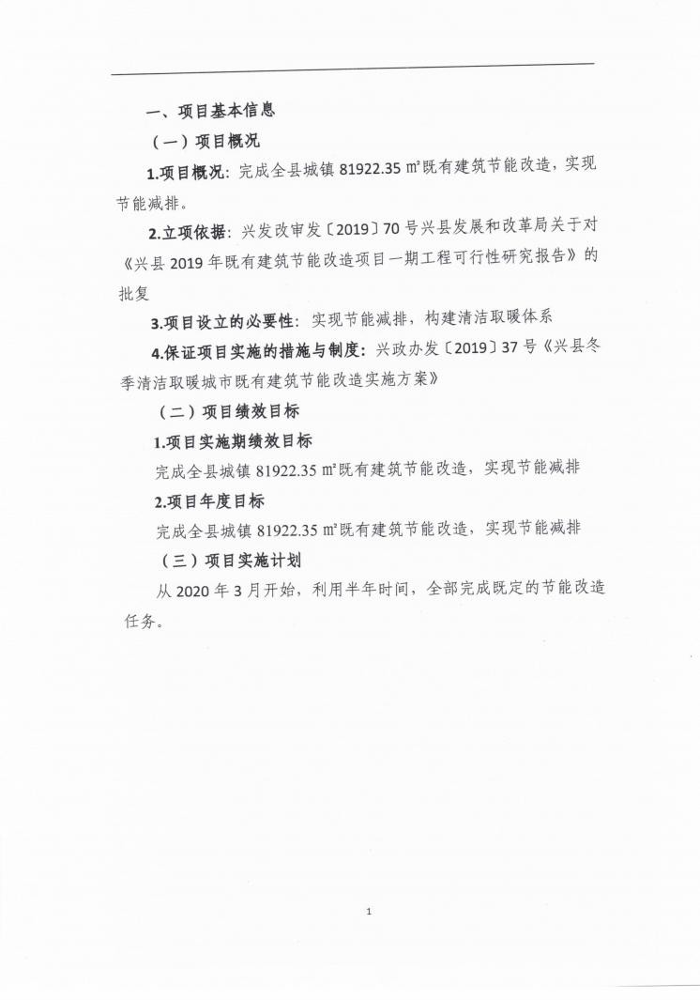 一、项目基本信息
（一）项目概况
1.项目概况：完成全县城镇 81922.35 ㎡既有建筑节能改造，实现
节能减排。
2.立项依据：兴发改审发〔2019〕70 号兴县发展和改革局关于对
《兴县 2019 年既有建筑节能改造项目一期工程可行性研究报告》的
批复
3.项目设立的必要性：实现节能减排，构建清洁取暖体系
4.保证项目实施的措施与制度：兴政办发〔2019〕37 号《兴县冬
季清洁取暖城市既有建筑节能改造实施方案》
（二）项目绩效目标
1.项目实施期绩效目标
完成全县城镇 81922.35 ㎡既有建筑节能改造，实现节能减排
2.项目年度目标
完成全县城镇 81922.35 ㎡既有建筑节能改造，实现节能减排
（三）项目实施计划
从 2020 年 3 月开始，利用半年时间，全部完成既定的节能改造
任务。
1